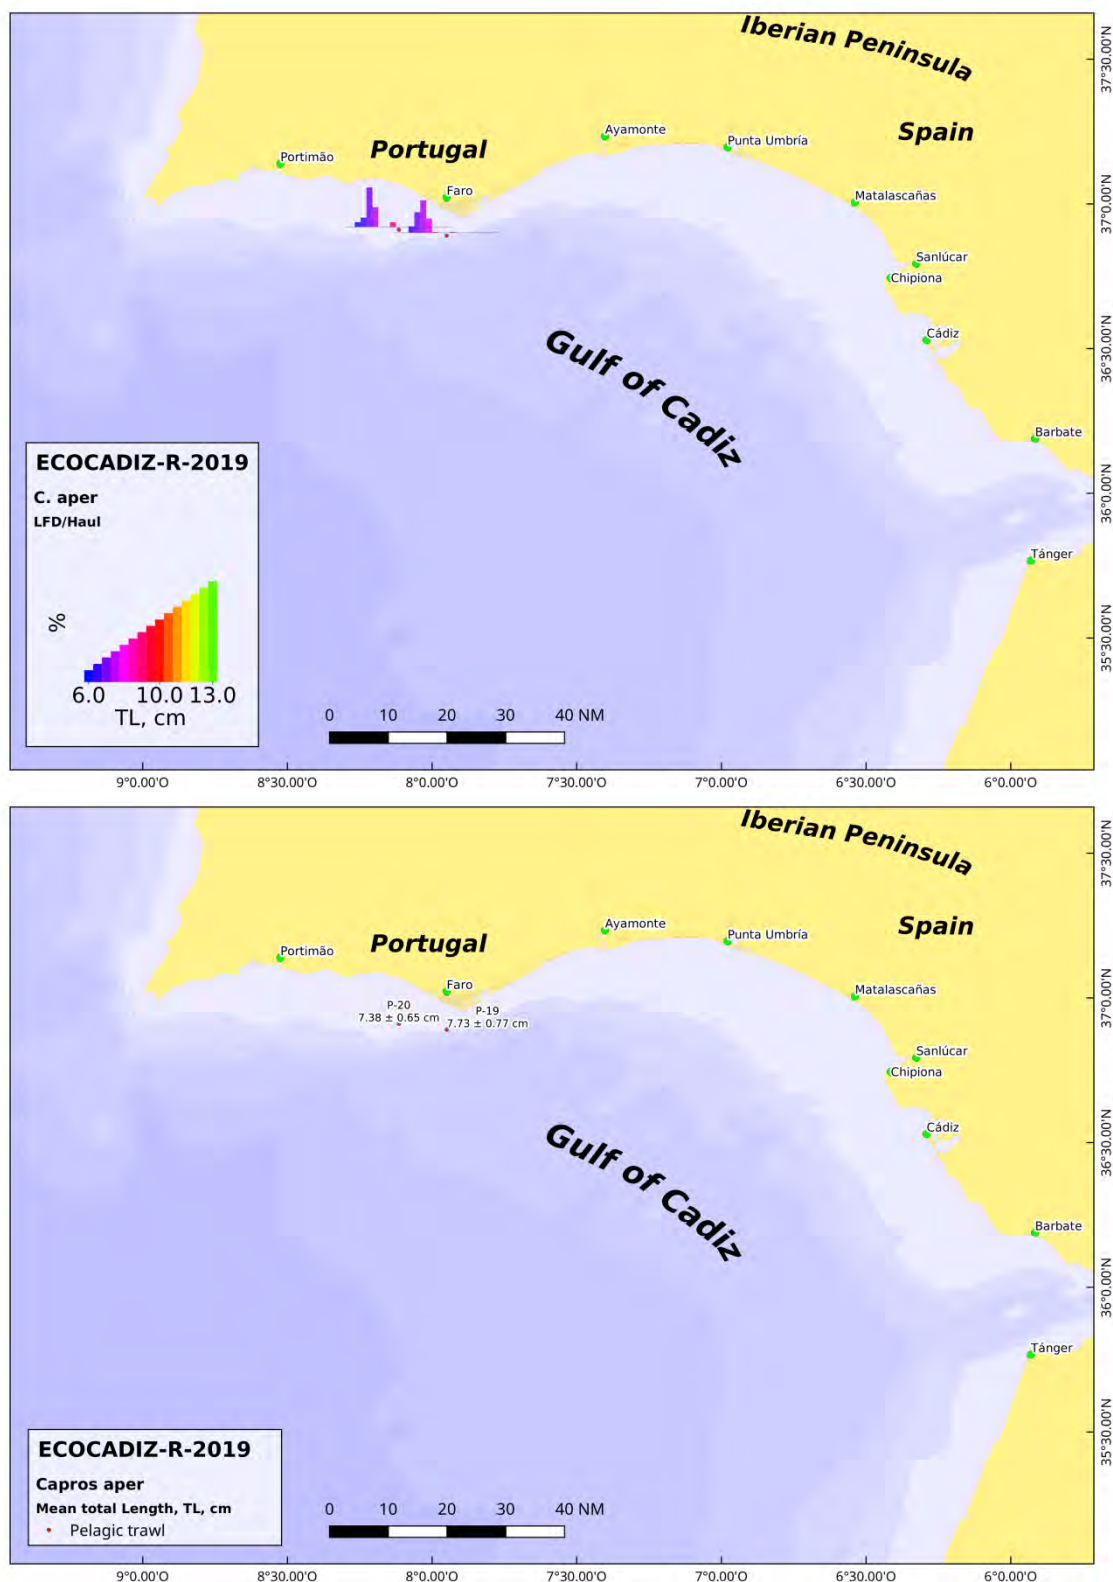 Iberian Peninsula
37°30.00'N
Spain
Ayamonte
Punta Umbría
Portugal
Portimão
Faro
Matalascañas
37°0.00'N
Sanlúcar
Chipiona
Cádiz
36°30.00'N
Gulf of Cadiz
Barbate
ECOCADIZ-R-2019
C. aper
LFD/Haul
36°0.00'N
Tánger
%
35°30.00'N
6.0 10.0 13.0
TL, cm
0 10 20 30 40 NM
9°0.00'O 8°30.00'O 8°0.00'O 7°30.00'O 7°0.00'O 6°30.00'O 6°0.00'O
Iberian Peninsula
37°30.00'N
Spain
Ayamonte
Punta Umbría
Portugal
Portimão
Faro
Matalascañas
37°0.00'N
P-20
7.38 ± 0.65 cm
P-19
7.73 ± 0.77 cm
Sanlúcar
Chipiona
Cádiz
36°30.00'N
Gulf of Cadiz
Barbate
36°0.00'N
Tánger
35°30.00'N
ECOCADIZ-R-2019
Capros aper
Mean total Length, TL, cm
Pelagic trawl
0 10 20 30 40 NM
9°0.00'O 8°30.00'O 8°0.00'O 7°30.00'O 7°0.00'O 6°30.00'O 6°0.00'O